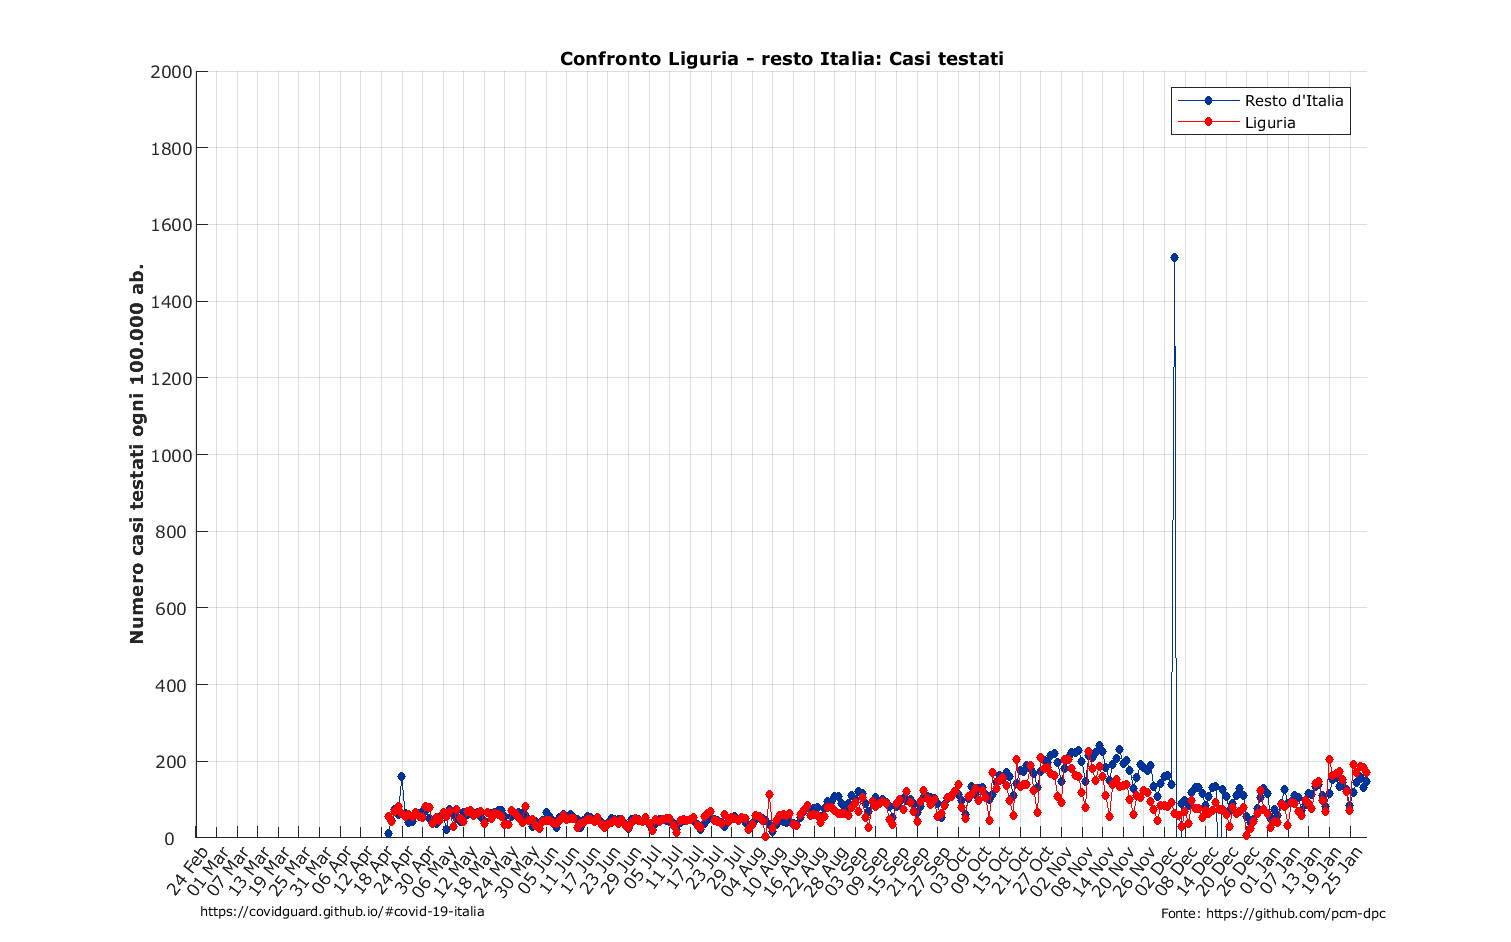 Confronto Liguria - resto Italia: Casi testati
2000
1800
1600
1400
1200
1000
800
600
400
200
0
Numero casi testati ogni 100.000 ab.
Resto d'Italia
Liguria
24 Feb
01 Mar
07 Mar
13 Mar
19 Mar
25 Mar
31 Mar
06 Apr
12 Apr
18 Apr
24 Apr
30 Apr
06 May
12 May
18 May
24 May
30 May
05 Jun
11 Jun
17 Jun
23 Jun
29 Jun
05 Jul
11 Jul
17 Jul
23 Jul
29 Jul
04 Aug
10 Aug
16 Aug
22 Aug
28 Aug
03 Sep
09 Sep
15 Sep
21 Sep
27 Sep
03 Oct
09 Oct
15 Oct
21 Oct
27 Oct
02 Nov
08 Nov
14 Nov
20 Nov
26 Nov
02 Dec
08 Dec
14 Dec
20 Dec
26 Dec
01 Jan
07 Jan
13 Jan
19 Jan
25 Jan
https://covidguard.github.io/#covid-19-italia
Fonte: https://github.com/pcm-dpc